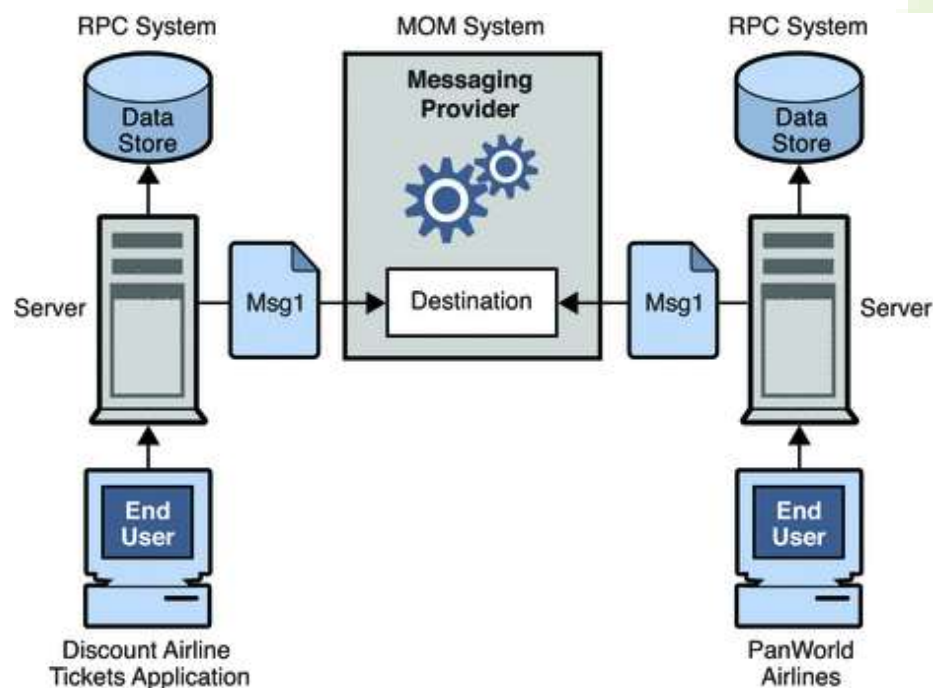 RPC System
MOM System
RPC System
Data
Store
Messaging
Provider
Data
Store
Server
Msg1
Destination
Msg1
Server
End
User
End
User
Discount Airline
Tickets Application
PanWorld
Airlines